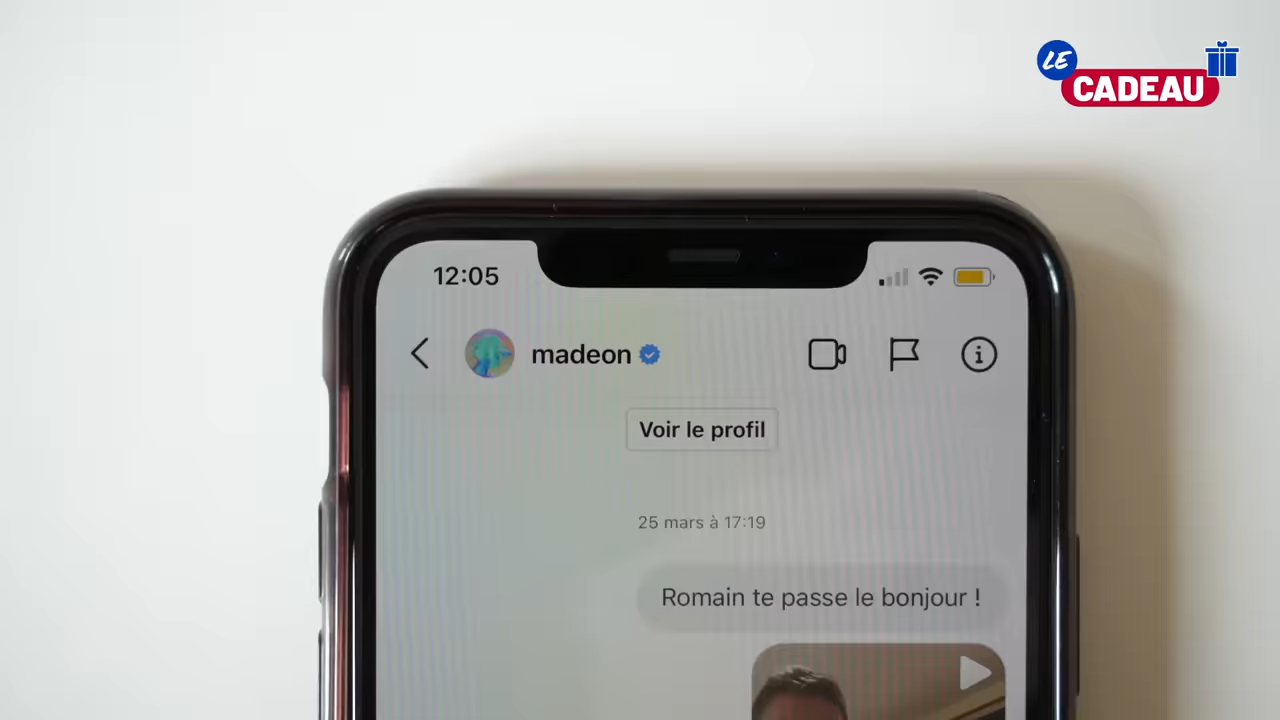 LE
CADEAU
12:05
madeon
Voir le profil
25 mars à 17:19
Romain te passe le bonjour !